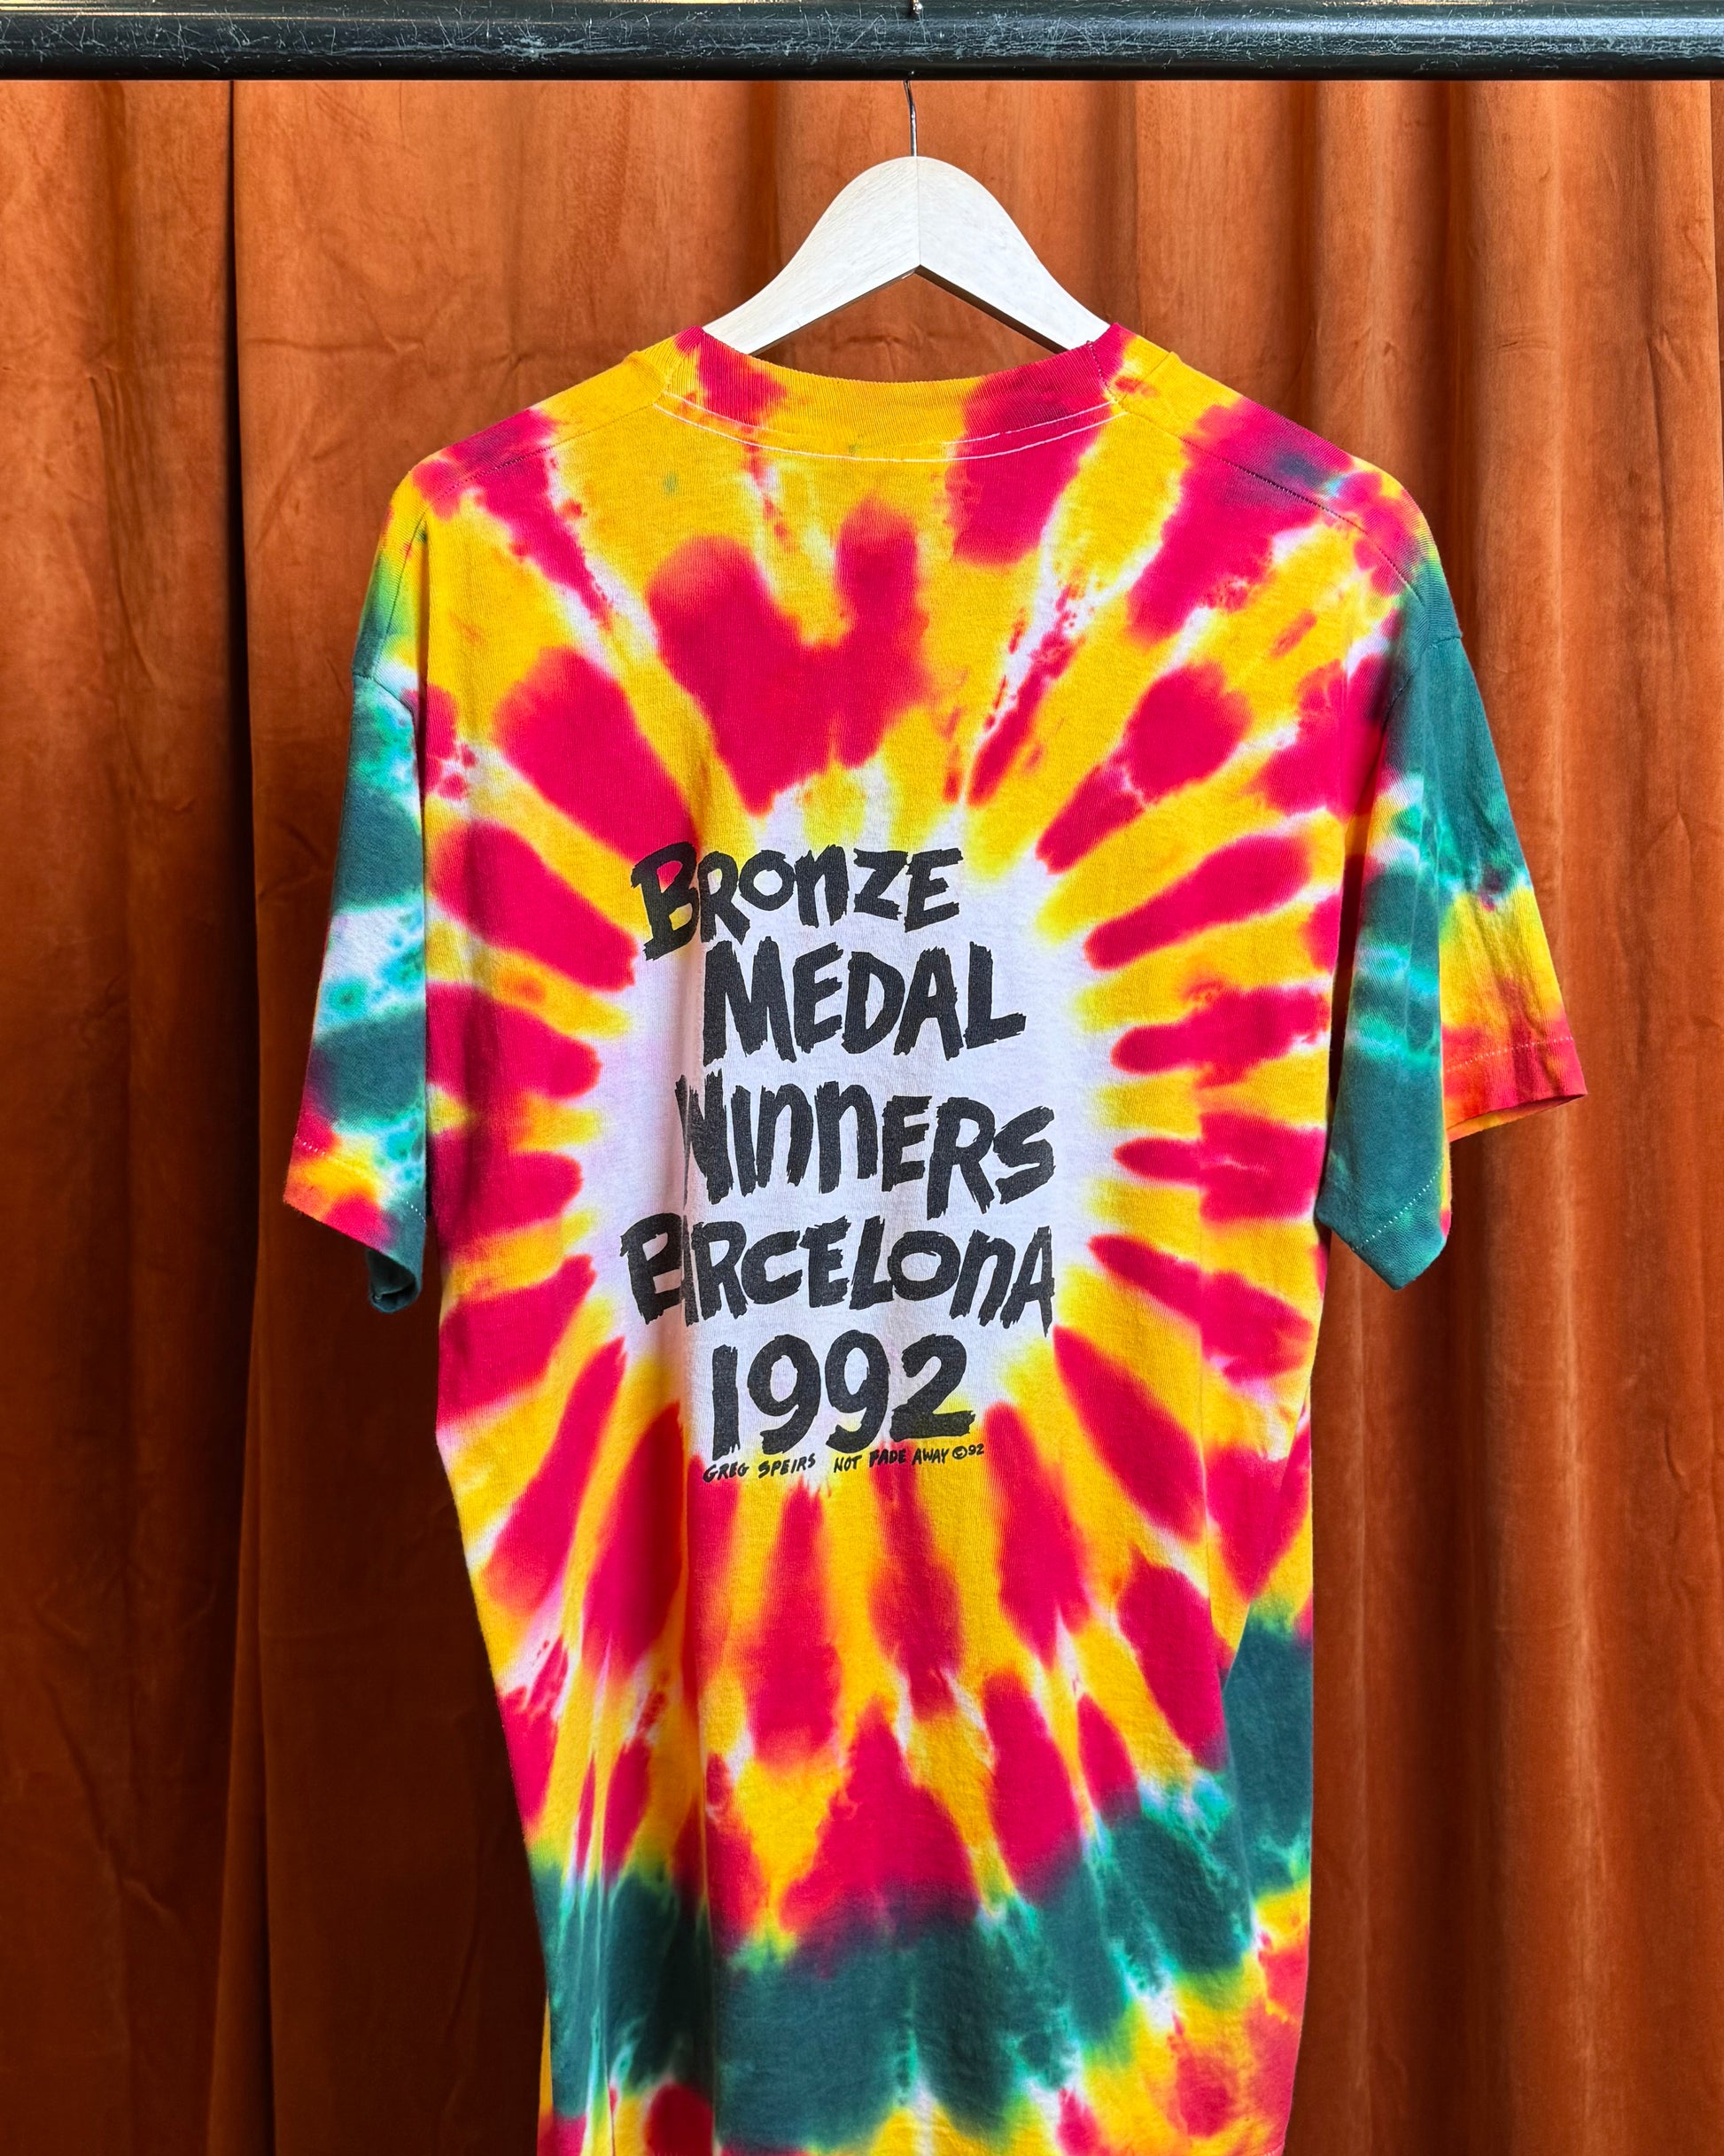 BRonzE
MEDAL
WInnERS
BARCELonA
1992
GREG SPEIRS NOT FADE AWAY ©92